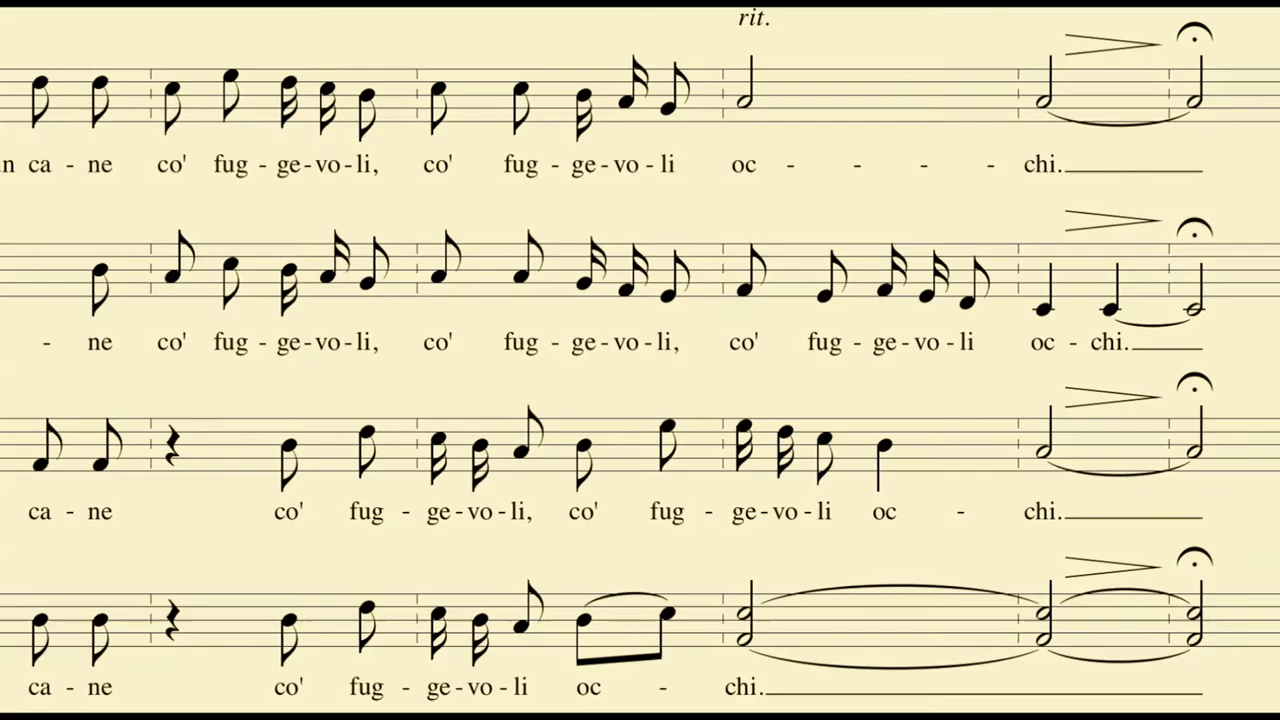 rit.
ca - ne co' fug - ge - vo - li, co' fug - ge - vo - li oc - - - - chi.
- ne co' fug - ge - vo - li, co' fug - ge - vo - li, co' fug - ge - vo - li oc - chi.
ca - ne co' fug - ge - vo - li, co' fug - ge - vo - li oc - chi.
ca - ne co' fug - ge - vo - li oc - chi.